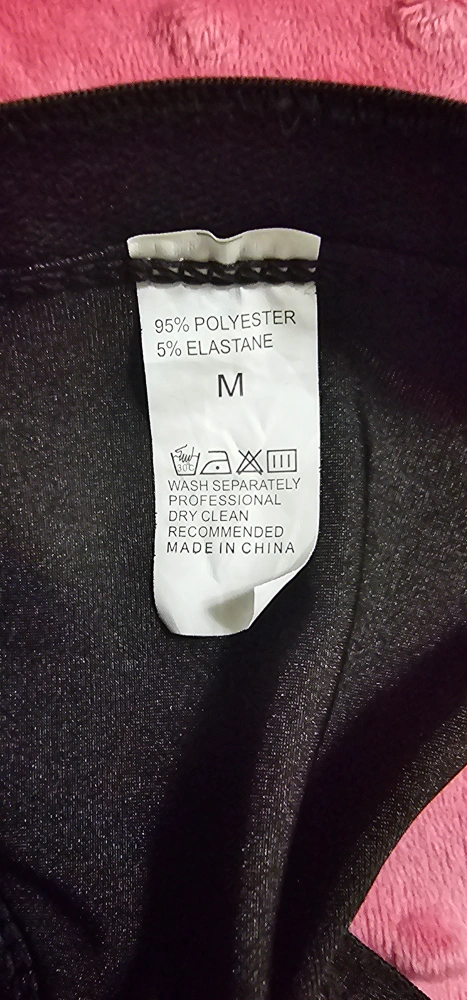 95% POLYESTER
5% ELASTANE
M
30°C
WASH SEPARATELY
PROFESSIONAL
DRY CLEAN
RECOMMENDED
MADE IN CHINA